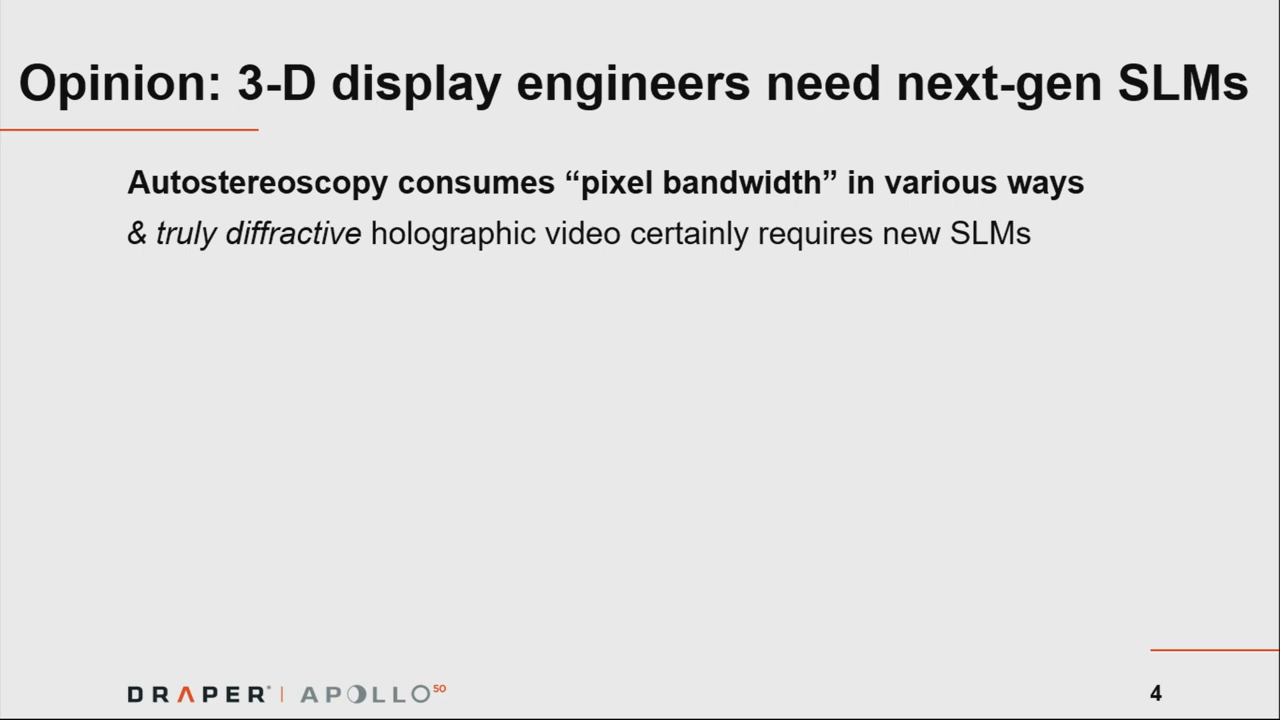 Opinion: 3-D display engineers need next-gen SLMs
Autostereoscopy consumes “pixel bandwidth” in various ways
& truly diffractive holographic video certainly requires new SLMs
DRAPER® | APOLLO50
4